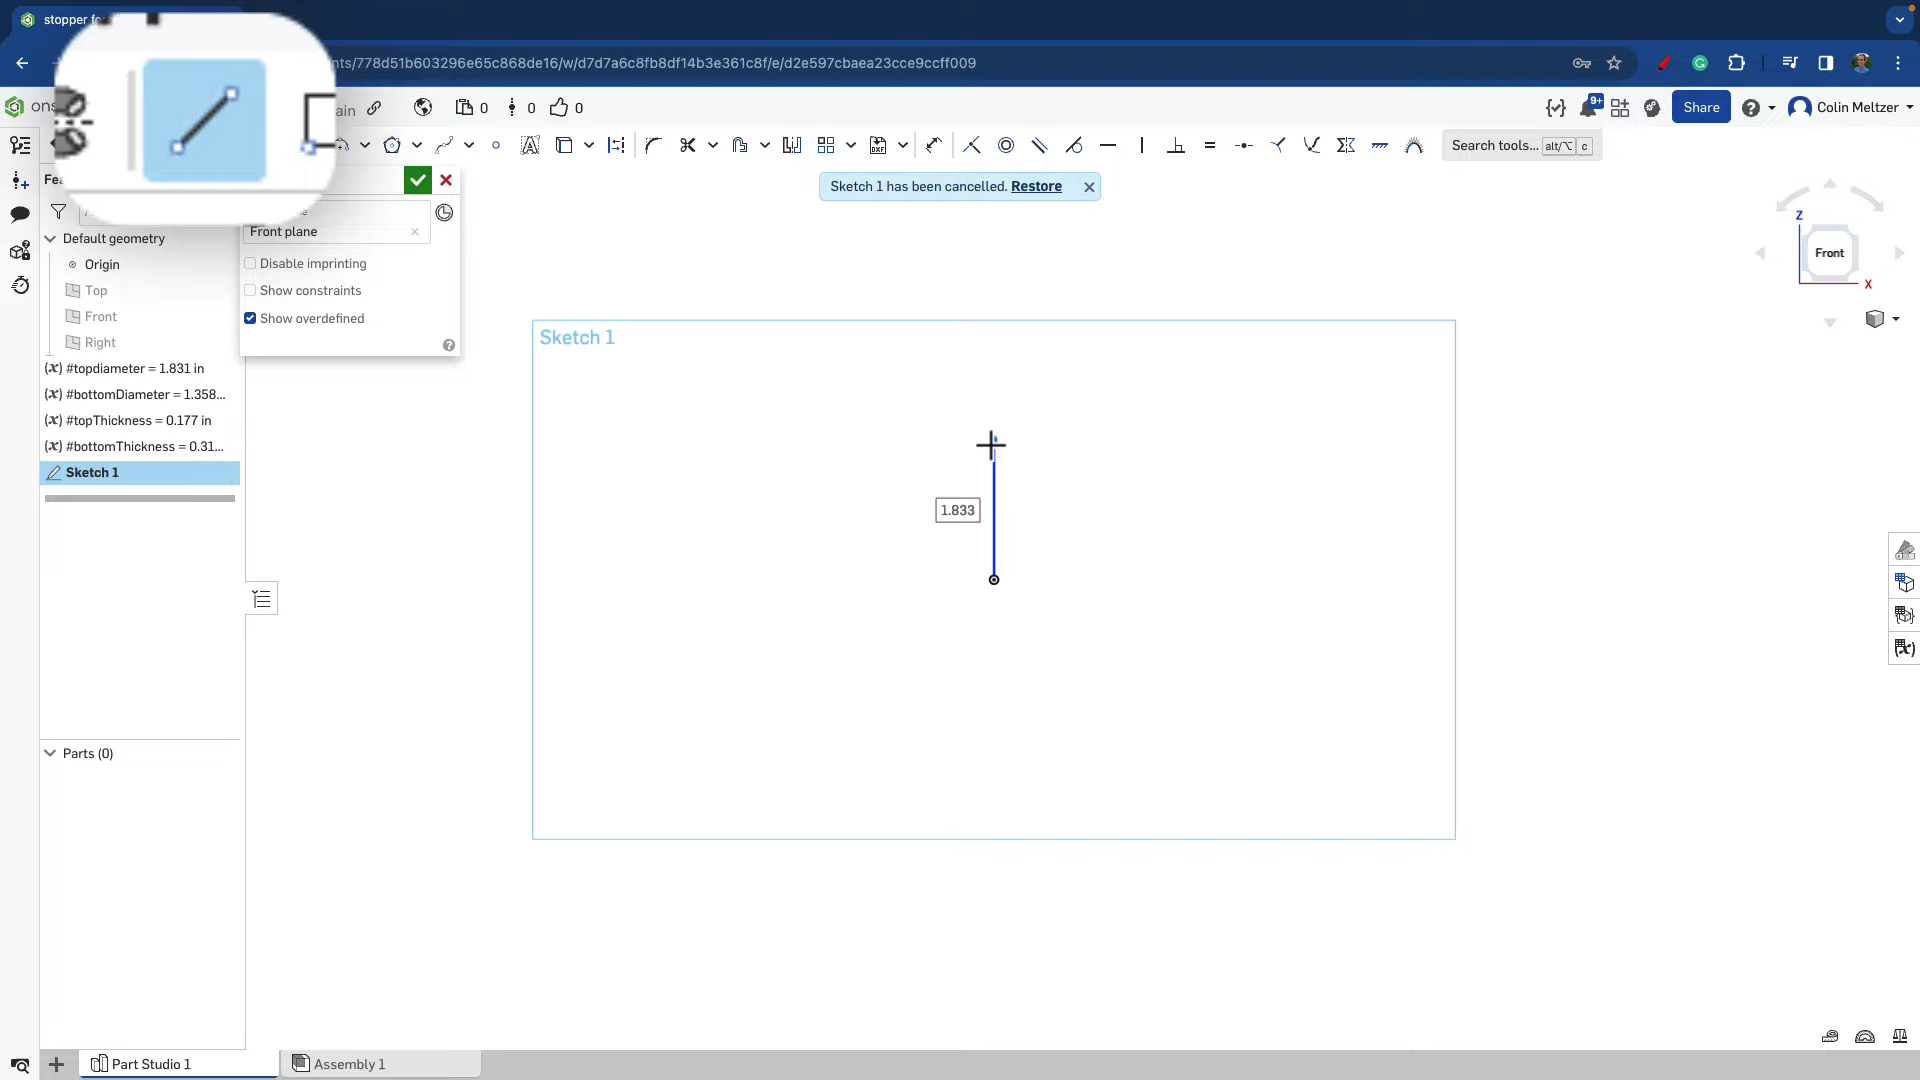 stopper fo
nts/778d51b603296e65c868de16/w/d7d7a6c8fb8df14b3e361c8f/e/d2e597cbaea23cce9ccff009
ons
ain
0
0
0
9+
Share
Colin Meltzer
Search tools...
alt/⌥
c
Fea
Sketch 1 has been cancelled. Restore
Front plane
Disable imprinting
Show constraints
Show overdefined
Default geometry
Origin
Top
Front
Right
(x) #topdiameter = 1.831 in
(x) #bottomDiameter = 1.358...
(x) #topThickness = 0.177 in
(x) #bottomThickness = 0.31...
Sketch 1
Sketch 1
1.833
Z
Front
X
Parts (0)
Part Studio 1
Assembly 1